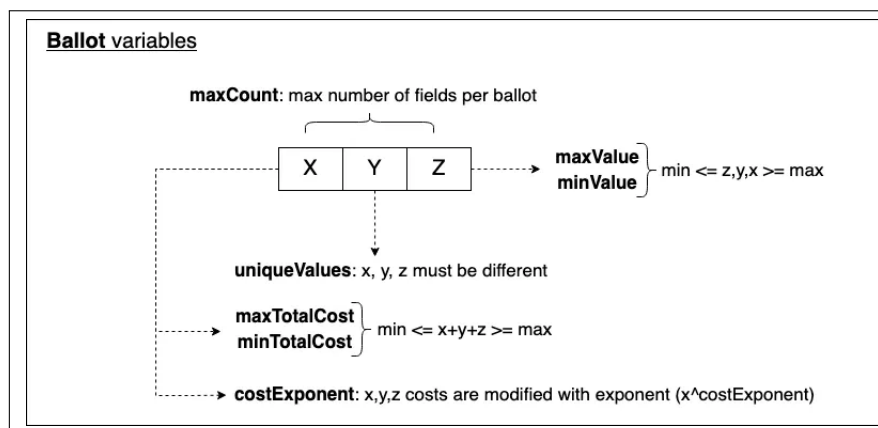 Ballot variables
maxCount: max number of fields per ballot
X Y Z
maxValue
minValue
min <= z,y,x >= max
uniqueValues: x, y, z must be different
maxTotalCost
minTotalCost
min <= x+y+z >= max
costExponent: x,y,z costs are modified with exponent (x^costExponent)